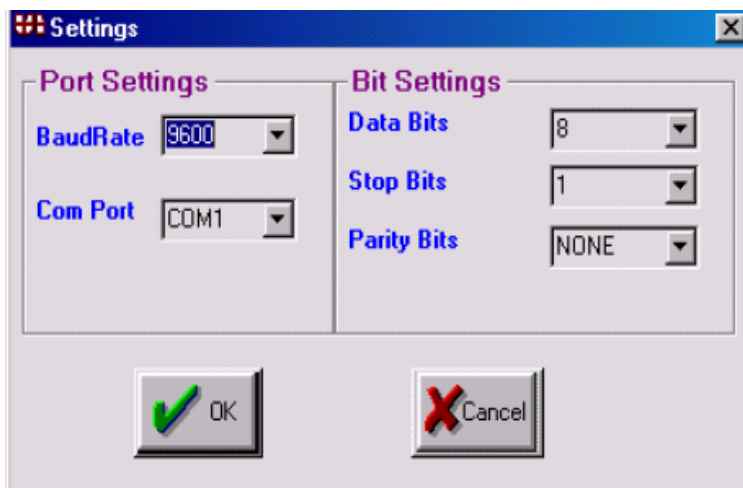 Settings
Port Settings
BaudRate 9600
Com Port COM1
Bit Settings
Data Bits 8
Stop Bits 1
Parity Bits NONE
OK
Cancel